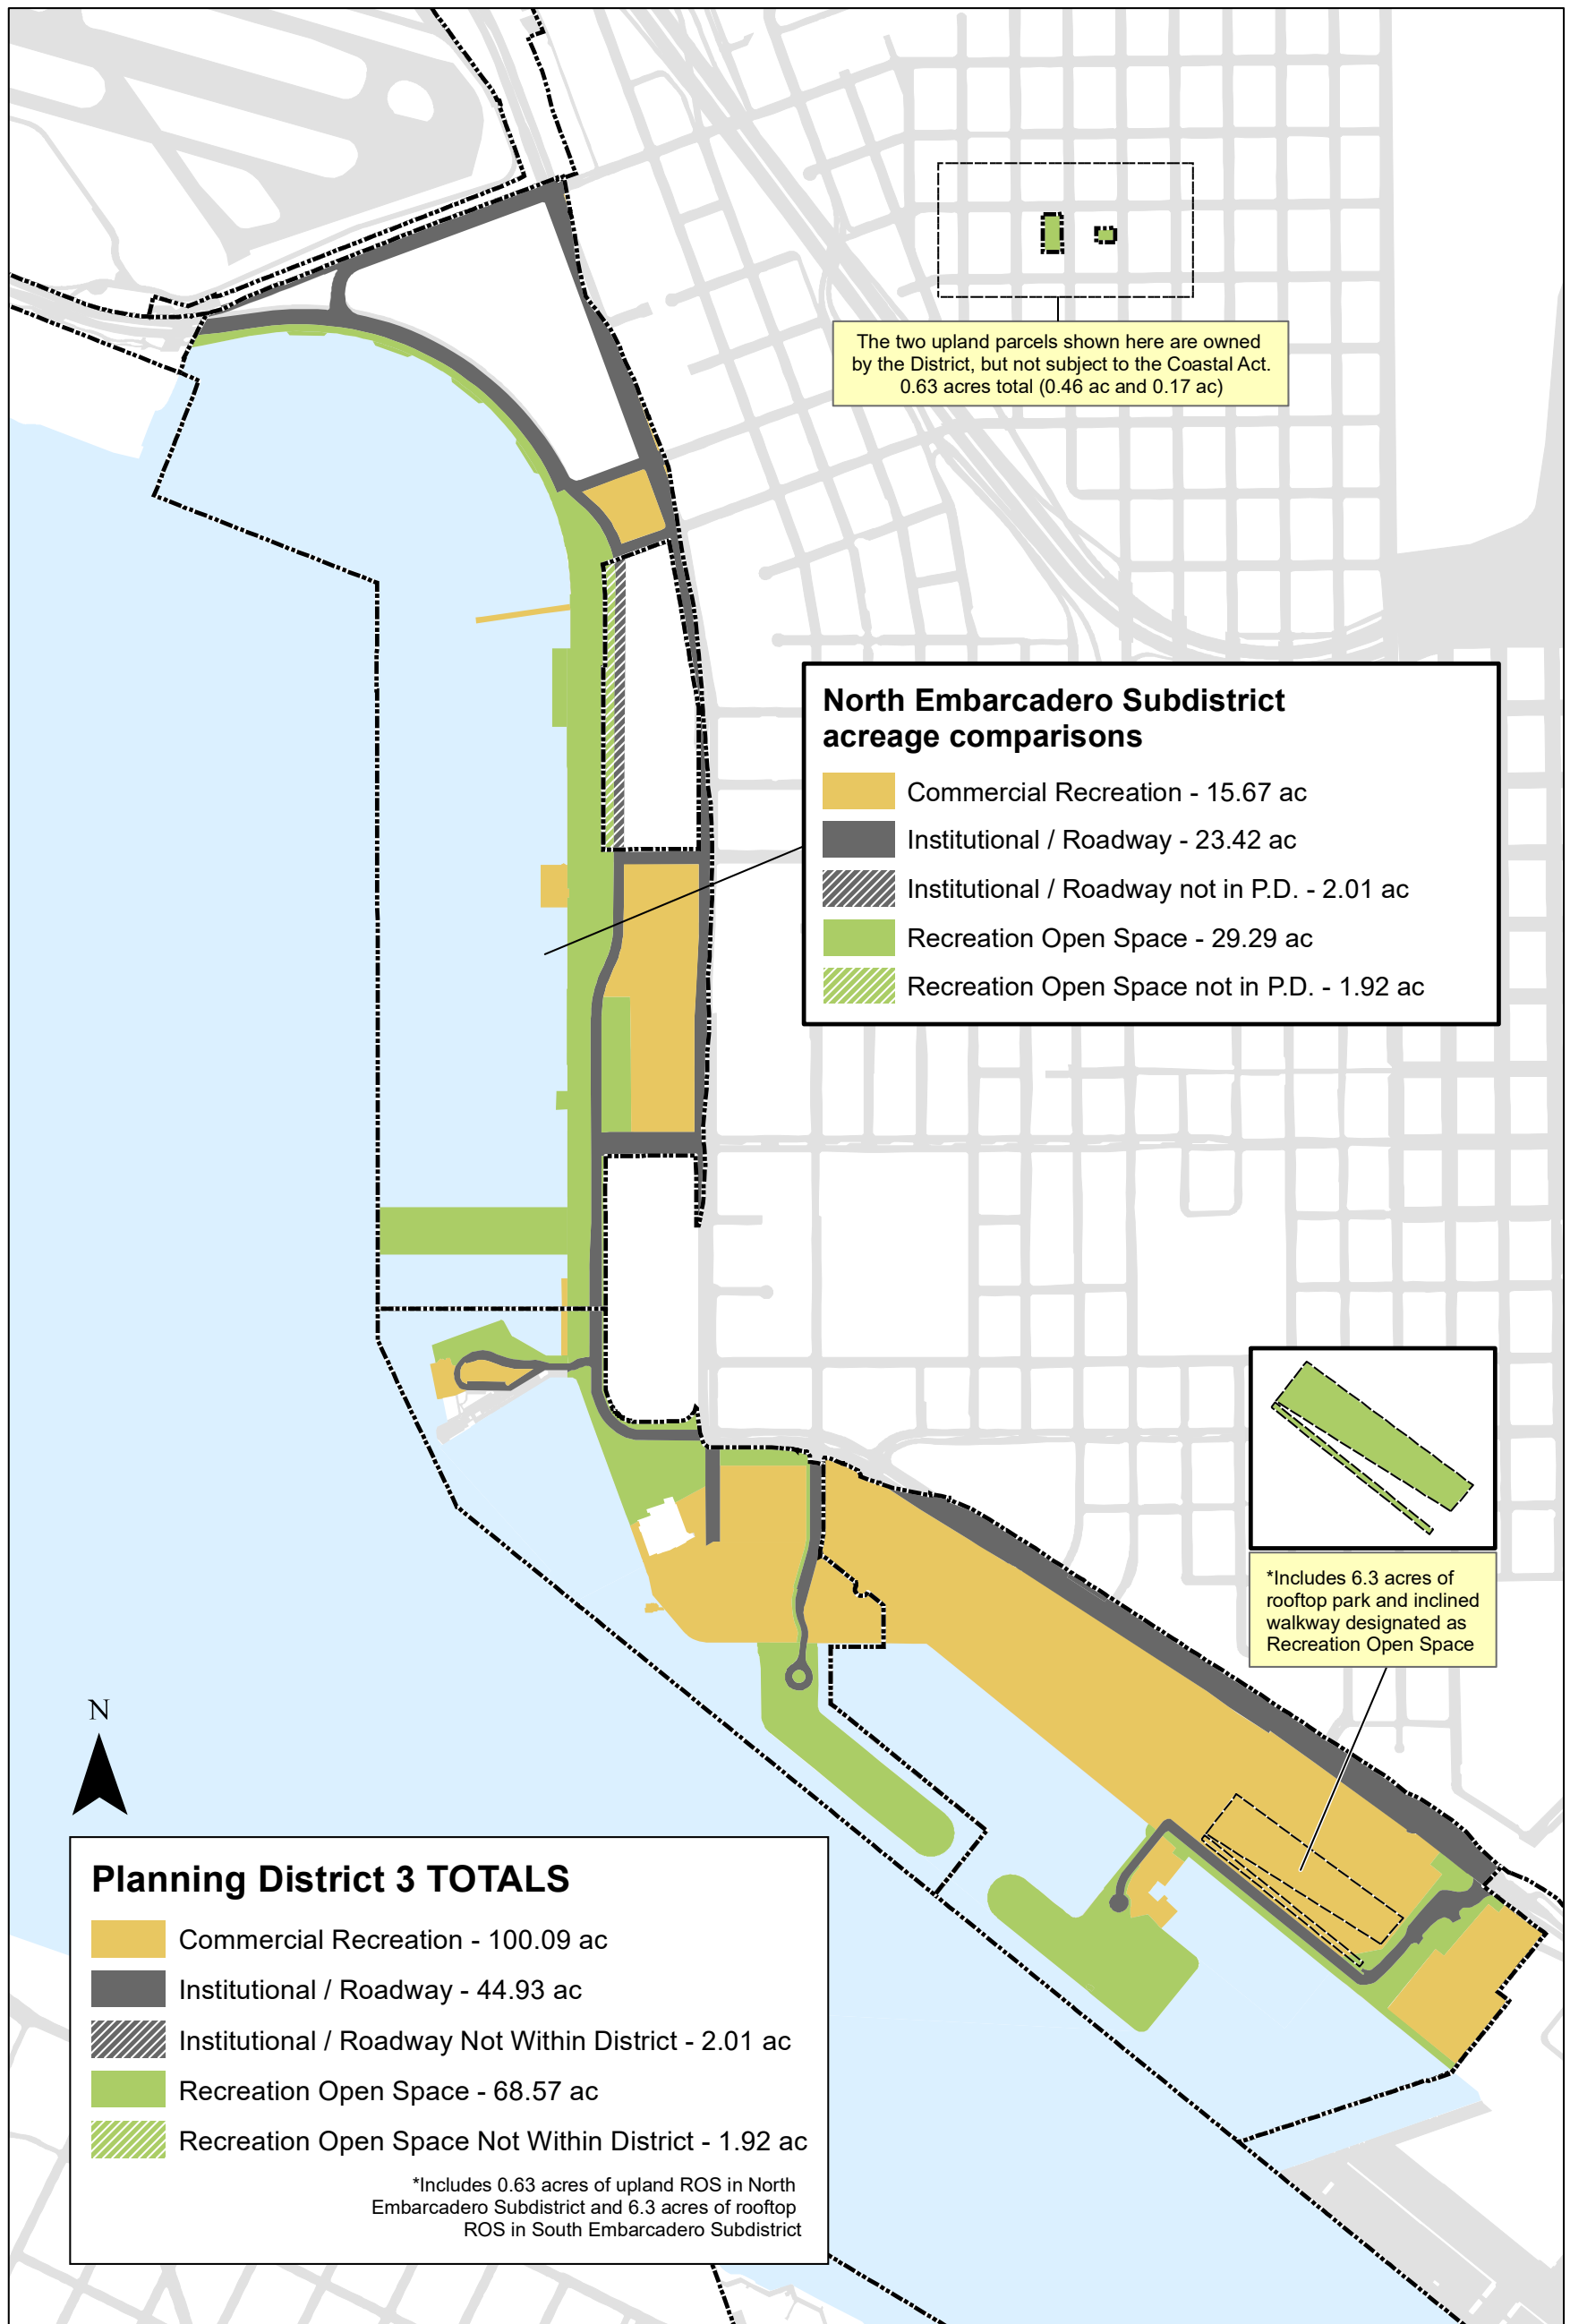 The two upland parcels shown here are owned
by the District, but not subject to the Coastal Act.
0.63 acres total (0.46 ac and 0.17 ac)
North Embarcadero Subdistrict
acreage comparisons
Commercial Recreation - 15.67 ac
Institutional / Roadway - 23.42 ac
Institutional / Roadway not in P.D. - 2.01 ac
Recreation Open Space - 29.29 ac
Recreation Open Space not in P.D. - 1.92 ac
*Includes 6.3 acres of
rooftop park and inclined
walkway designated as
Recreation Open Space
N
Planning District 3 TOTALS
Commercial Recreation - 100.09 ac
Institutional / Roadway - 44.93 ac
Institutional / Roadway Not Within District - 2.01 ac
Recreation Open Space - 68.57 ac
Recreation Open Space Not Within District - 1.92 ac
*Includes 0.63 acres of upland ROS in North
Embarcadero Subdistrict and 6.3 acres of rooftop
ROS in South Embarcadero Subdistrict